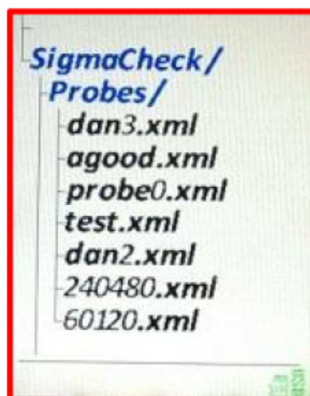 SigmaCheck/
Probes/
dan3.xml
agood.xml
probe0.xml
test.xml
dan2.xml
240480.xml
60120.xml